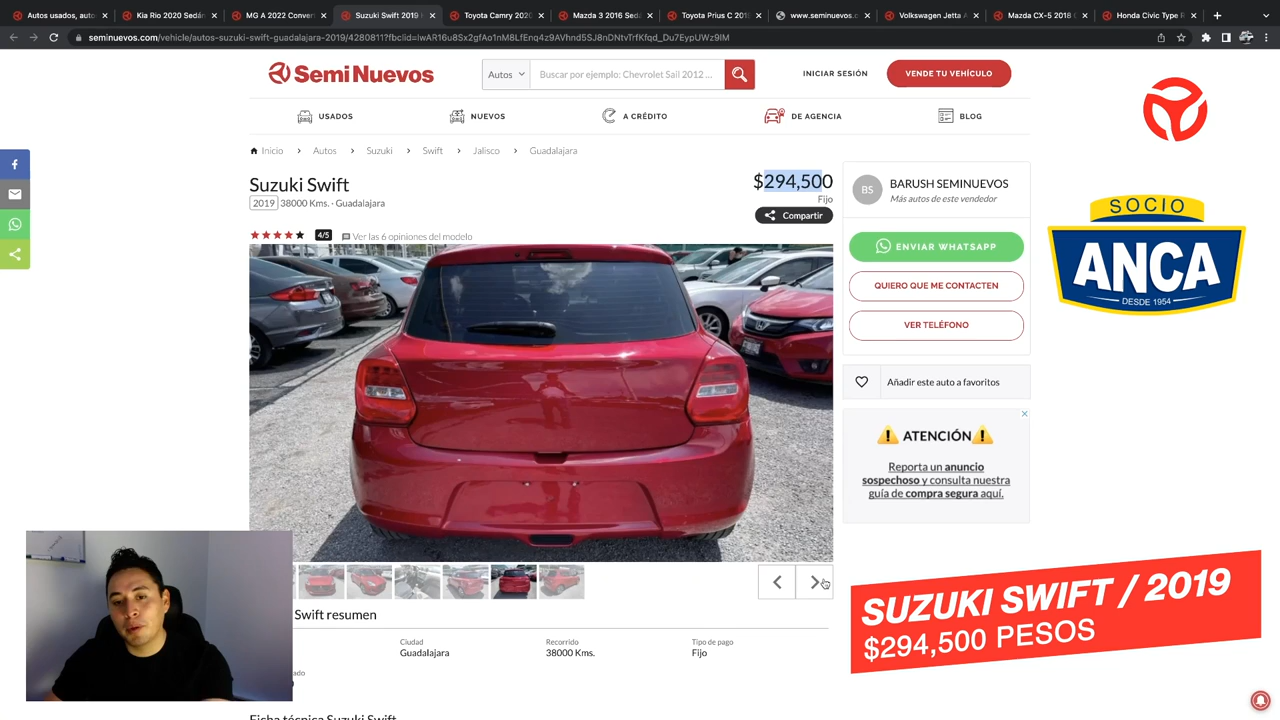 Autos usados, autos
Kia Rio 2020 Sedán
MG A 2022 Convert
Suzuki Swift 2019
Toyota Camry 2020
Mazda 3 2016 Seda
Toyota Prius C 2019
www.seminuevos.c
Volkswagen Jetta A
Mazda CX-5 2018
Honda Civic Type R
seminuevos.com/vehicle/autos-suzuki-swift-guadalajara-2019/4280811?fbclid=IwAR16u8Sx2gfAo1nM8LfEnq4z9AVhnd5SJ8nDNtvTrfKfqd_Du7EypUWz9lM
Semi Nuevos
Autos
Buscar por ejemplo: Chevrolet Sail 2012 ...
INICIAR SESIÓN
VENDE TU VEHÍCULO
USADOS
NUEVOS
A CRÉDITO
DE AGENCIA
BLOG
Inicio > Autos > Suzuki > Swift > Jalisco > Guadalajara
Suzuki Swift
$294,500
2019 38000 Kms. · Guadalajara
Fijo
Compartir
4/5
Ver las 6 opiniones del modelo
BS
BARUSH SEMINUEVOS
Más autos de este vendedor
ENVIAR WHATSAPP
QUIERO QUE ME CONTACTEN
VER TELÉFONO
Añadir este auto a favoritos
ATENCIÓN
Reporta un anuncio
sospechoso y consulta nuestra
guía de compra segura aquí.
SOCIO
ANCA
DESDE 1954
Swift resumen
Ciudad
Guadalajara
Recorrido
38000 Kms.
Tipo de pago
Fijo
SUZUKI SWIFT / 2019
$294,500 PESOS
Ficha técnica Suzuki Swift